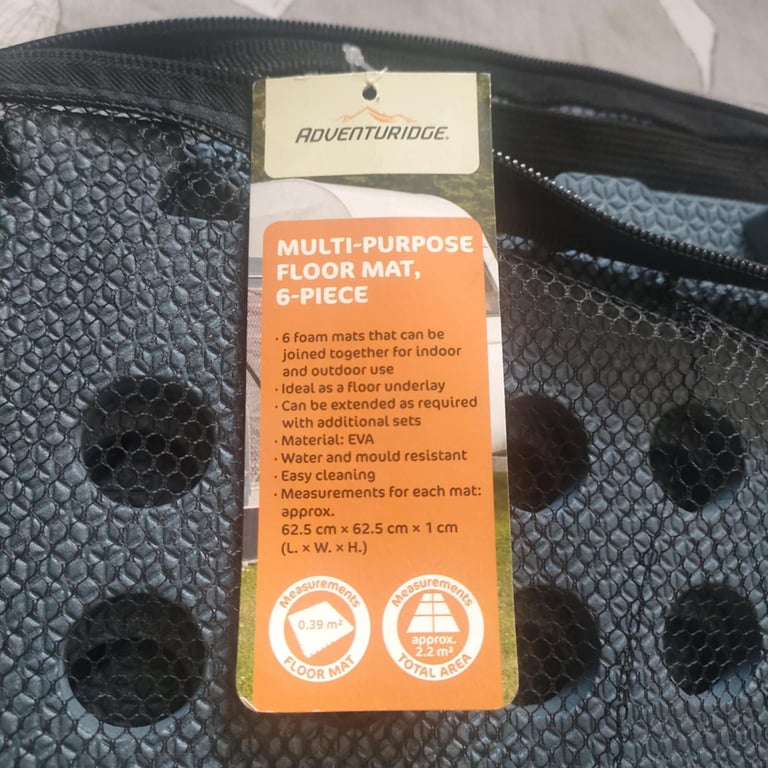 ADVENTURIDGE®
MULTI-PURPOSE
FLOOR MAT,
6-PIECE
· 6 foam mats that can be
joined together for indoor
and outdoor use
· Ideal as a floor underlay
· Can be extended as required
with additional sets
· Material: EVA
· Water and mould resistant
· Easy cleaning
· Measurements for each mat:
approx.
62.5 cm × 62.5 cm × 1 cm
(L. × W. × H.)
Measurements
0.39 m²
FLOOR MAT
Measurements
approx.
2.2 m²
TOTAL AREA